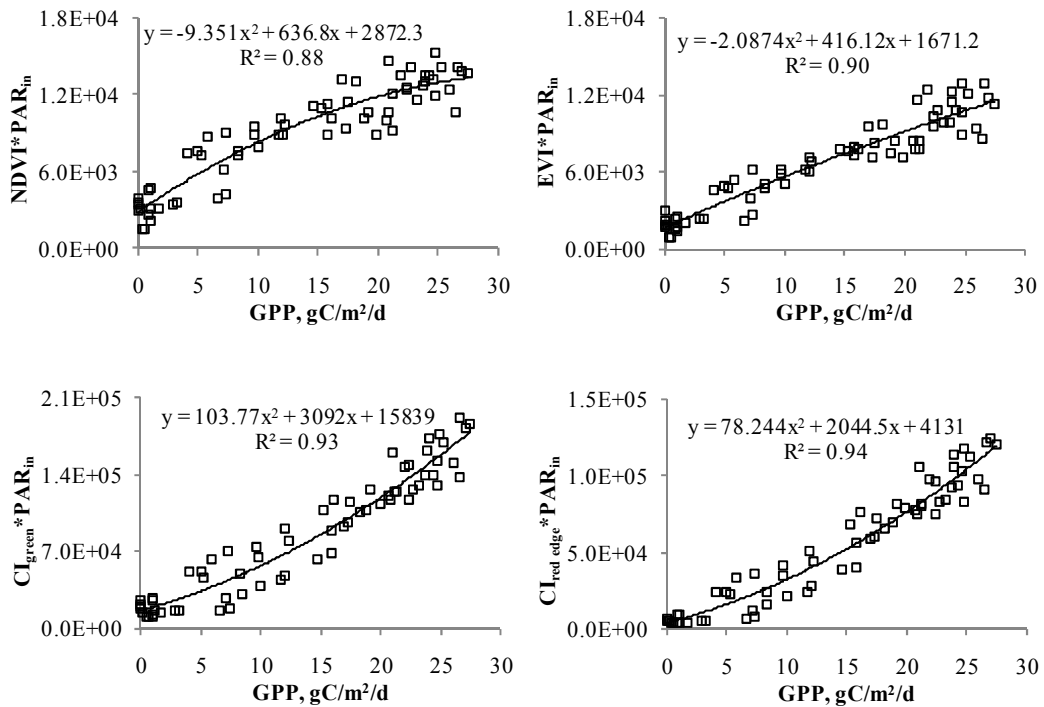 1.8E+04
1.2E+04
6.0E+03
0.0E+00
NDVI*PARin
y = -9.351x² + 636.8x + 2872.3
R² = 0.88
0 5 10 15 20 25 30
GPP, gC/m²/d
1.8E+04
1.2E+04
6.0E+03
0.0E+00
EVI*PARin
y = -2.0874x² + 416.12x + 1671.2
R² = 0.90
0 5 10 15 20 25 30
GPP, gC/m²/d
2.1E+05
1.4E+05
7.0E+04
0.0E+00
CIgreen*PARin
y = 103.77x² + 3092x + 15839
R² = 0.93
0 5 10 15 20 25 30
GPP, gC/m²/d
1.5E+05
1.0E+05
5.0E+04
0.0E+00
CIred edge*PARin
y = 78.244x² + 2044.5x + 4131
R² = 0.94
0 5 10 15 20 25 30
GPP, gC/m²/d